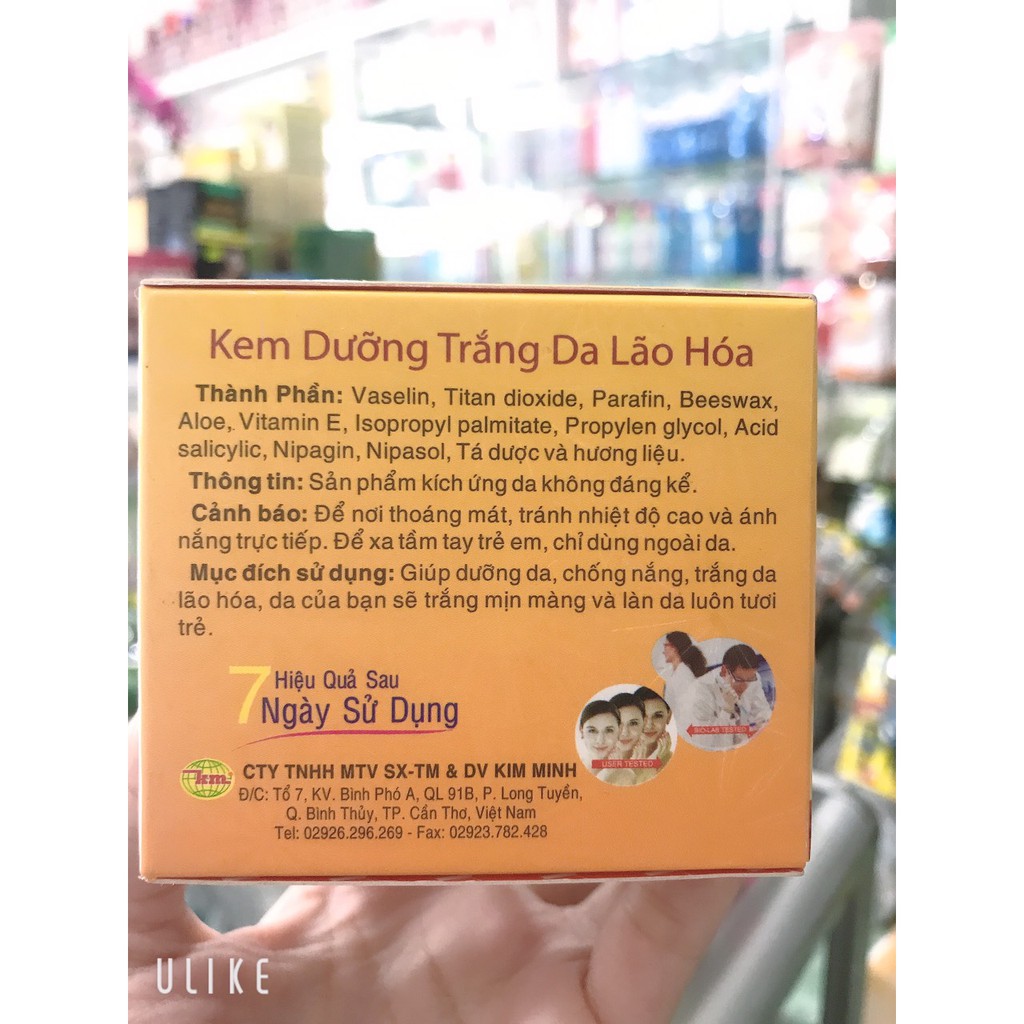 Kem Dưỡng Trắng Da Lão Hóa
Thành Phần: Vaselin, Titan dioxide, Parafin, Beeswax,
Aloe, Vitamin E, Isopropyl palmitate, Propylen glycol, Acid
salicylic, Nipagin, Nipasol, Tá dược và hương liệu.
Thông tin: Sản phẩm kích ứng da không đáng kể.
Cảnh báo: Để nơi thoáng mát, tránh nhiệt độ cao và ánh
nắng trực tiếp. Để xa tầm tay trẻ em, chỉ dùng ngoài da.
Mục đích sử dụng: Giúp dưỡng da, chống nắng, trắng da
lão hóa, da của bạn sẽ trắng mịn màng và làn da luôn tươi
trẻ.
7 Hiệu Quả Sau
Ngày Sử Dụng
BIO-LAB TESTED
USER TESTED
km
CTY TNHH MTV SX-TM & DV KIM MINH
Đ/C: Tổ 7, KV. Bình Phó A, QL 91B, P. Long Tuyền,
Q. Bình Thủy, TP. Cần Thơ, Việt Nam
Tel: 02926.296.269 - Fax: 02923.782.428
ULIKE